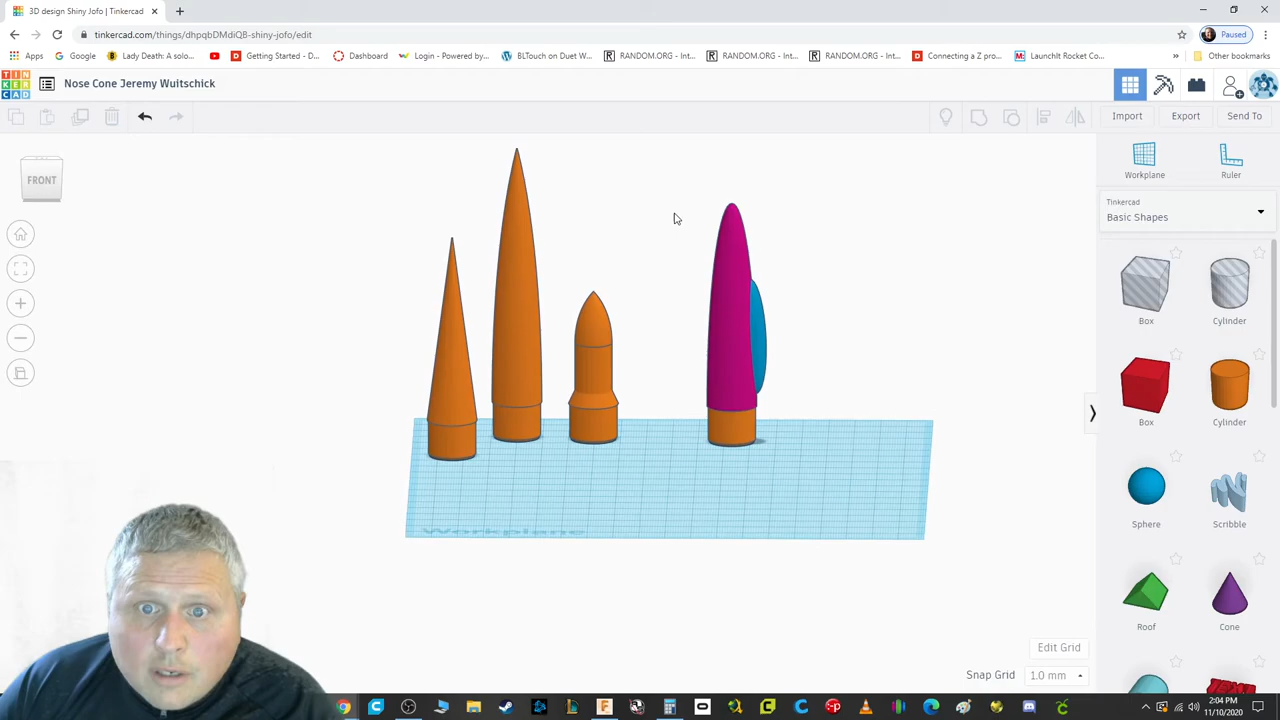 3D design Shiny Jofo | Tinkercad
tinkercad.com/things/dhpqbDMdiQB-shiny-jofo/edit
Paused
Apps
Google
Lady Death: A solo...
Getting Started - D...
Dashboard
Login - Powered by...
BLTouch on Duet W...
RANDOM.ORG - Int...
RANDOM.ORG - Int...
RANDOM.ORG - Int...
Connecting a Z pro...
LaunchIt Rocket Co...
»
Other bookmarks
TIN
KER
CAD
Nose Cone Jeremy Wuitschick
Import
Export
Send To
FRONT
Workplane
Ruler
Tinkercad
Basic Shapes
Box
Cylinder
Box
Cylinder
Sphere
Scribble
Roof
Cone
Workplane
Edit Grid
Snap Grid
1.0 mm
2:04 PM
11/10/2020